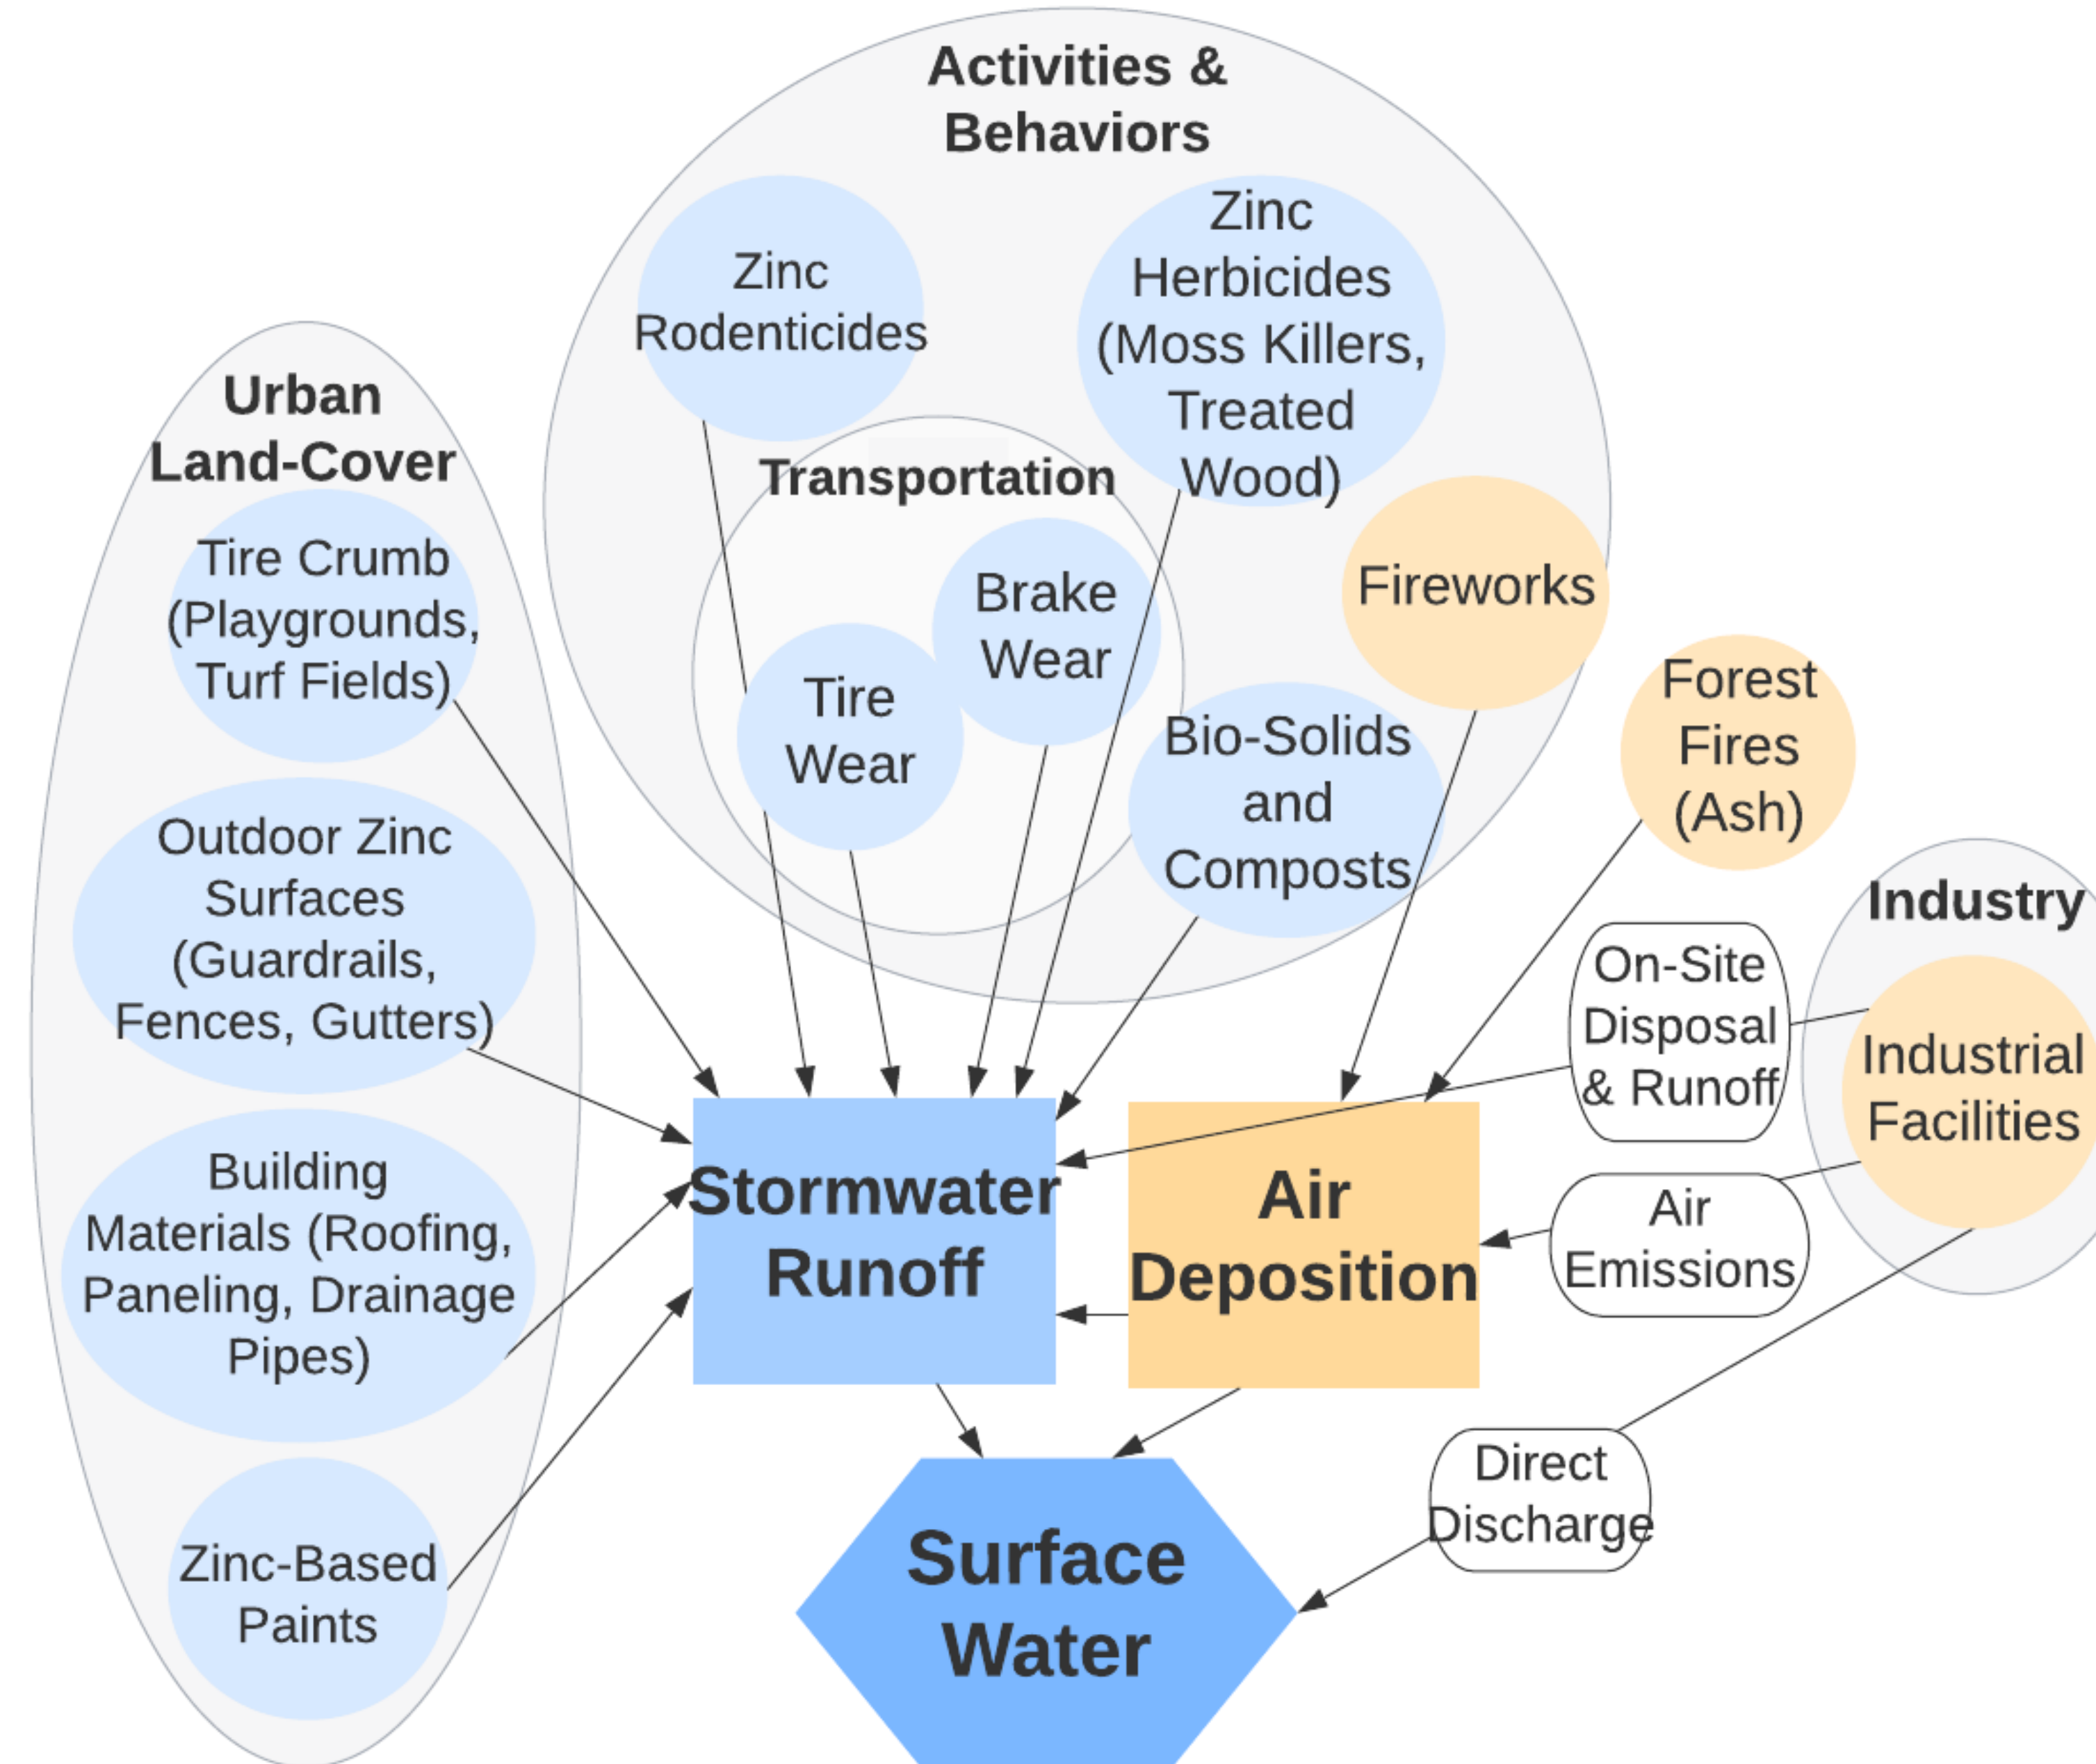 Activities &
Behaviors
Zinc
Rodenticides
Zinc
Herbicides
(Moss Killers,
Treated
Wood)
Transportation
Brake
Wear
Tire
Wear
Fireworks
Bio-Solids
and
Composts
Urban
Land-Cover
Tire Crumb
(Playgrounds,
Turf Fields)
Outdoor Zinc
Surfaces
(Guardrails,
Fences, Gutters)
Building
Materials (Roofing,
Paneling, Drainage
Pipes)
Zinc-Based
Paints
Forest
Fires
(Ash)
Industry
Industrial
Facilities
On-Site
Disposal
& Runoff
Air
Emissions
Direct
Discharge
Stormwater
Runoff
Air
Deposition
Surface
Water